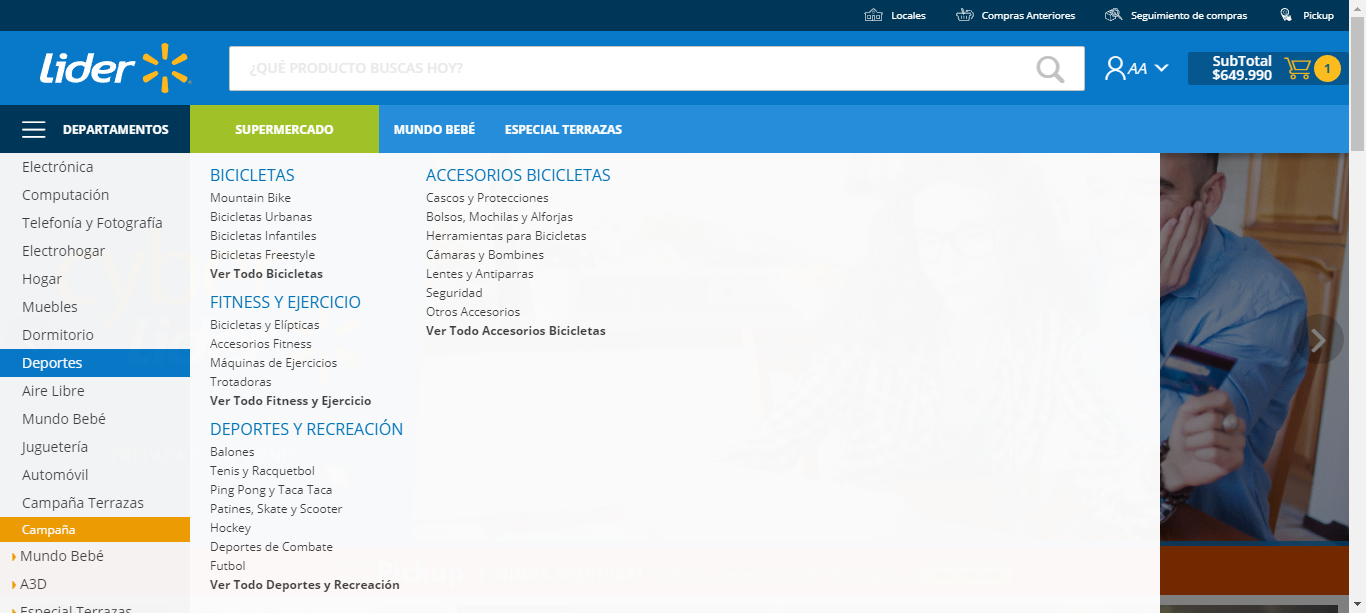 Locales Compras Anteriores Seguimiento de compras Pickup
lider
¿QUÉ PRODUCTO BUSCAS HOY?
AA
SubTotal
$649.990
1
DEPARTAMENTOS SUPERMERCADO MUNDO BEBÉ ESPECIAL TERRAZAS
Electrónica
Computación
Telefonía y Fotografía
Electrohogar
Hogar
Muebles
Dormitorio
Deportes
Aire Libre
Mundo Bebé
Juguetería
Automóvil
Campaña Terrazas
Campaña
Mundo Bebé
A3D
Especial Terrazas
BICICLETAS
Mountain Bike
Bicicletas Urbanas
Bicicletas Infantiles
Bicicletas Freestyle
Ver Todo Bicicletas
FITNESS Y EJERCICIO
Bicicletas y Elípticas
Accesorios Fitness
Máquinas de Ejercicios
Trotadoras
Ver Todo Fitness y Ejercicio
DEPORTES Y RECREACIÓN
Balones
Tenis y Racquetbol
Ping Pong y Taca Taca
Patines, Skate y Scooter
Hockey
Deportes de Combate
Futbol
Ver Todo Deportes y Recreación
ACCESORIOS BICICLETAS
Cascos y Protecciones
Bolsos, Mochilas y Alforjas
Herramientas para Bicicletas
Cámaras y Bombines
Lentes y Antiparras
Seguridad
Otros Accesorios
Ver Todo Accesorios Bicicletas
Pickup